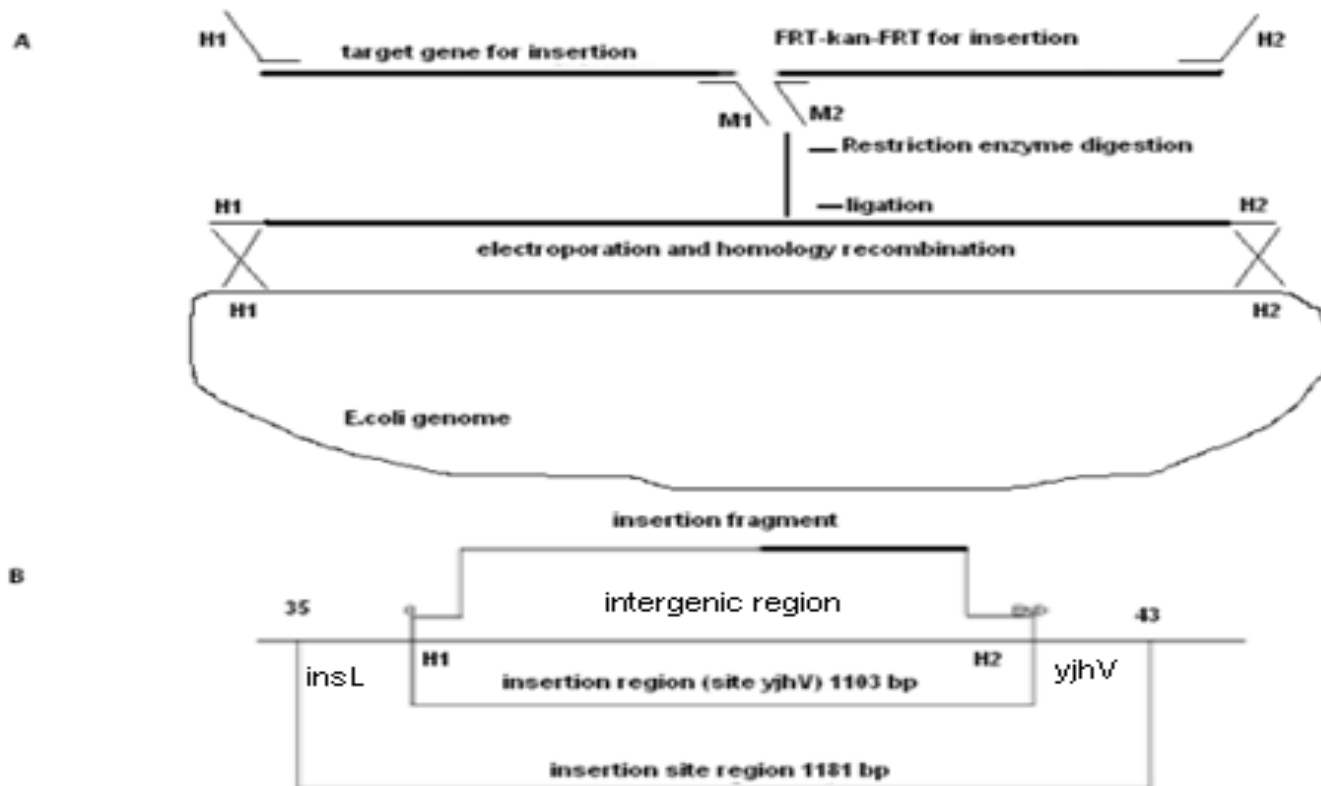 A
H1
target gene for insertion
FRT-kan-FRT for insertion
H2
M1
M2
Restriction enzyme digestion
H1
ligation
H2
electroporation and homology recombination
H1
H2
E.coli genome
insertion fragment
B
35
intergenic region
43
insL
H1
H2
yjhV
insertion region (site yjhV) 1103 bp
insertion site region 1181 bp